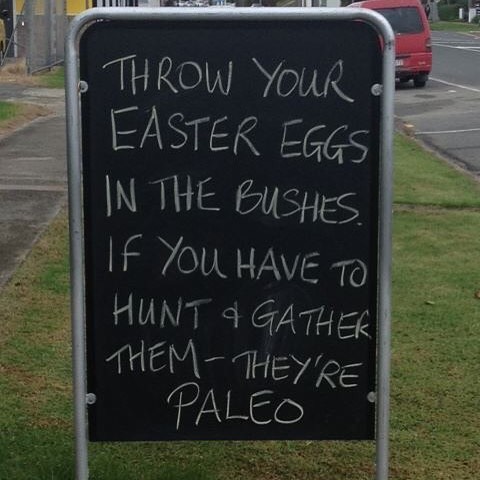 THROW YOUR
EASTER EGGS
IN THE BUSHES.
IF YOU HAVE TO
HUNT & GATHER
THEM - THEY'RE
PALEO